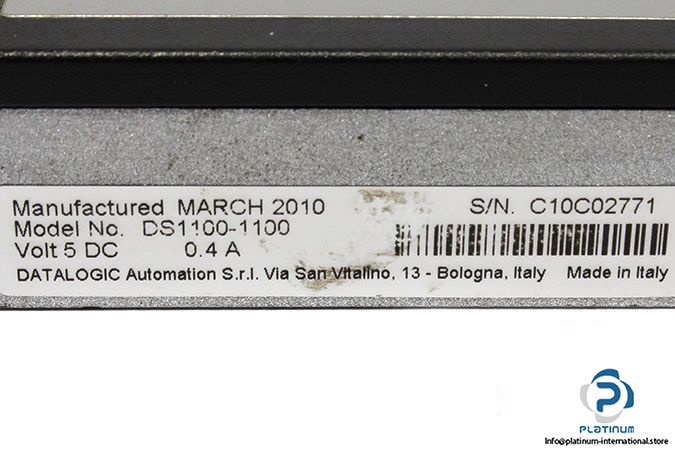 Manufactured MARCH 2010 S/N. C10C02771
Model No. DS1100-1100
Volt 5 DC 0.4 A
DATALOGIC Automation S.r.l. Via San Vitalino, 13 - Bologna, Italy Made in Italy
PLATINUM
Info@platinum-international.store